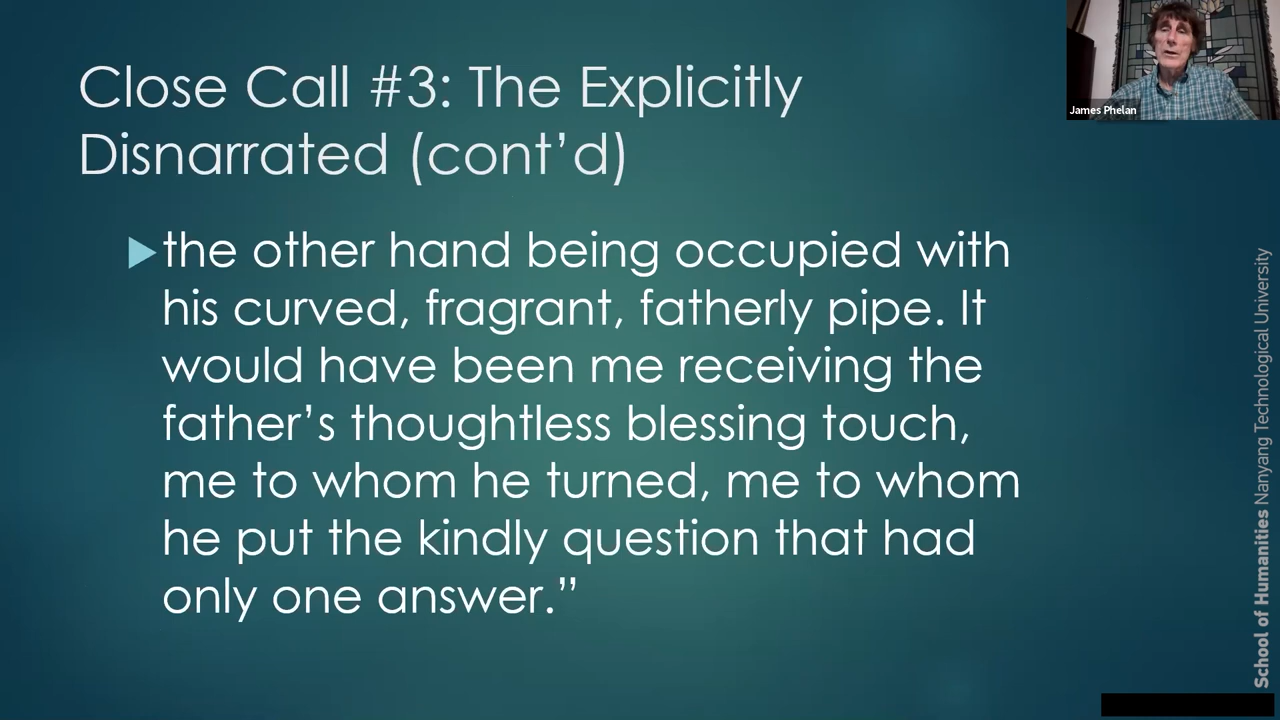 Close Call #3: The Explicitly
Disnarrated (cont’d)
the other hand being occupied with
his curved, fragrant, fatherly pipe. It
would have been me receiving the
father’s thoughtless blessing touch,
me to whom he turned, me to whom
he put the kindly question that had
only one answer.”
James Phelan
School of Humanities Nanyang Technological University